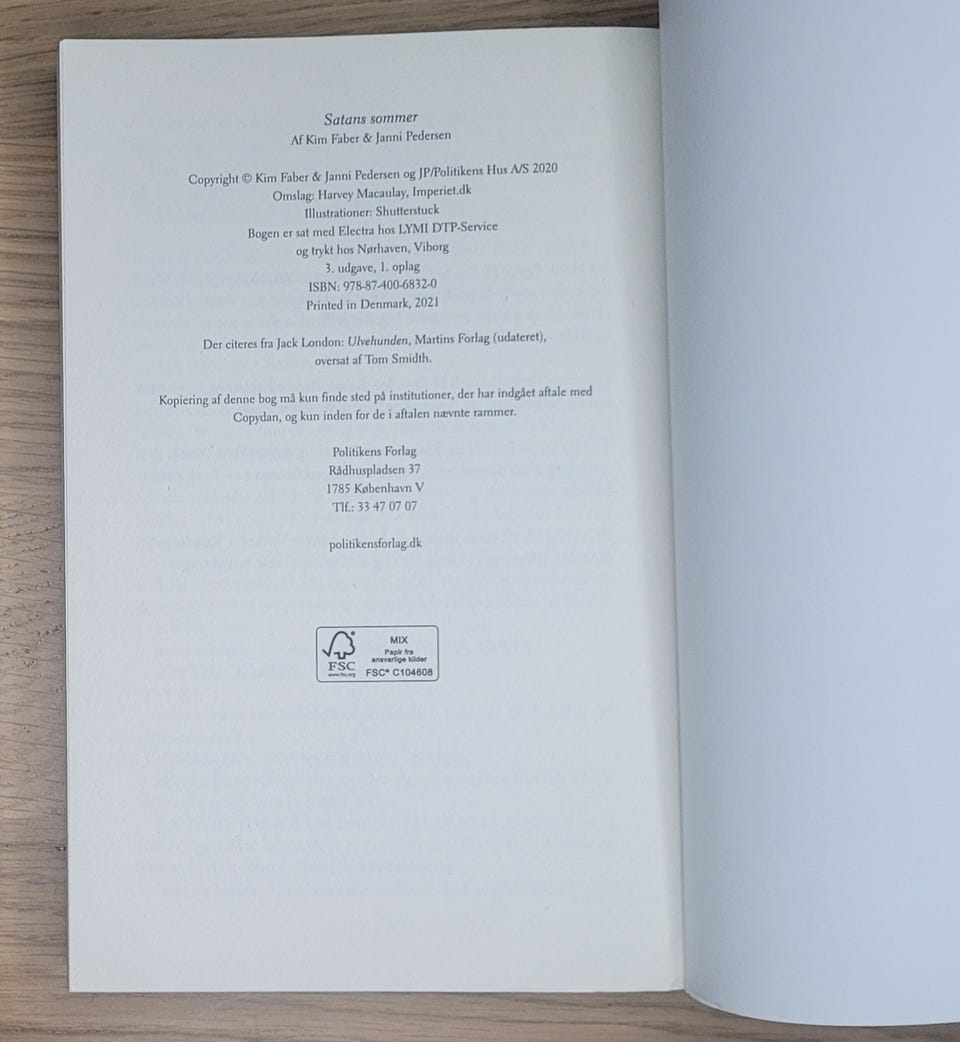 Satans sommer
Af Kim Faber & Janni Pedersen
Copyright © Kim Faber & Janni Pedersen og JP/Politikens Hus A/S 2020
Omslag: Harvey Macaulay, Imperiet.dk
Illustrationer: Shutterstuck
Bogen er sat med Electra hos LYMI DTP-Service
og trykt hos Nørhaven, Viborg
3. udgave, 1. oplag
ISBN: 978-87-400-6832-0
Printed in Denmark, 2021
Der citeres fra Jack London: Ulvehunden, Martins Forlag (udateret),
oversat af Tom Smidth.
Kopiering af denne bog må kun finde sted på institutioner, der har indgået aftale med
Copydan, og kun inden for de i aftalen nævnte rammer.
Politikens Forlag
Rådhuspladsen 37
1785 København V
Tlf.: 33 47 07 07
politikensforlag.dk
FSC
www.fsc.org
MIX
Papir fra
ansvarlige kilder
FSC® C104608